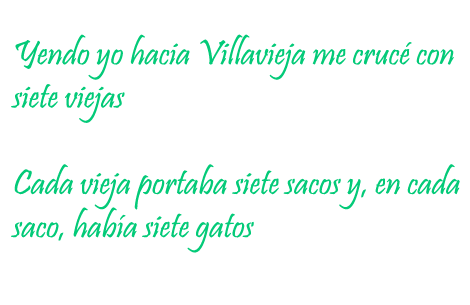 Yendo yo hacia Villavieja me crucé con
siete viejas
Cada vieja portaba siete sacos y, en cada
saco, había siete gatos